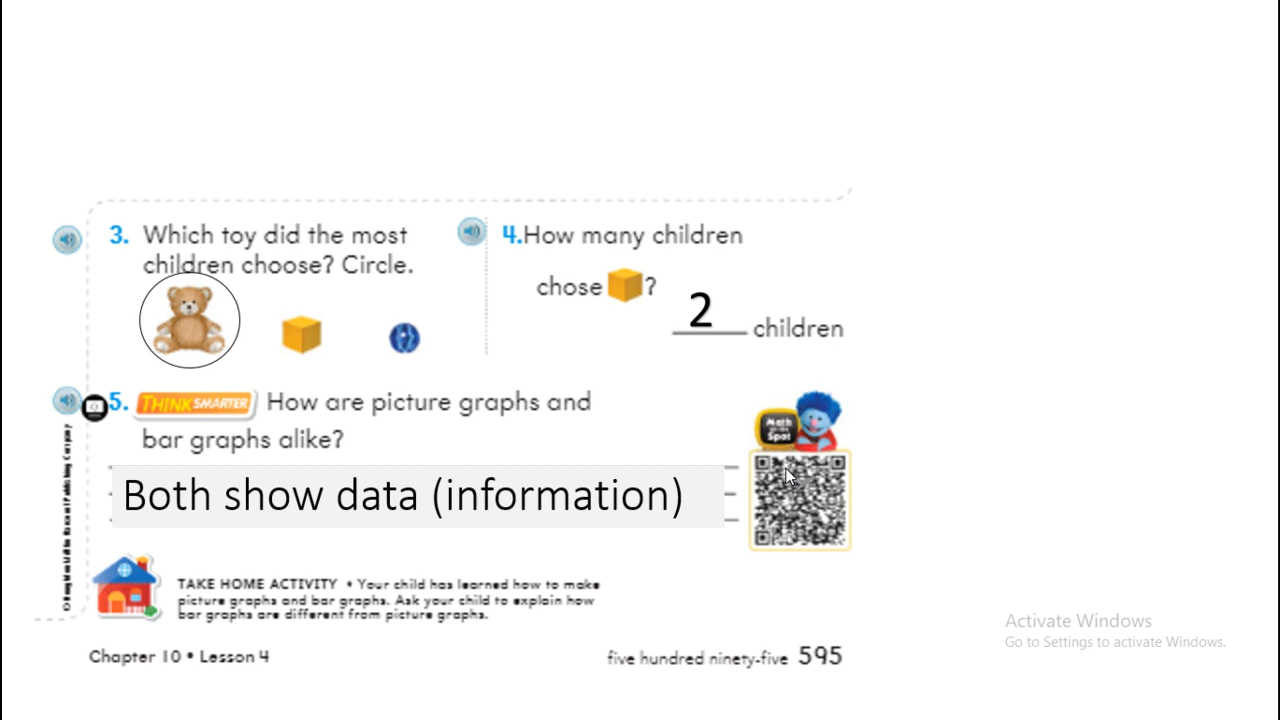 3. Which toy did the most
children choose? Circle.
4.How many children
chose ?
2 children
5. THINK SMARTER How are picture graphs and
bar graphs alike?
Math on the Spot
Both show data (information)
TAKE HOME ACTIVITY • Your child has learned how to make
picture graphs and bar graphs. Ask your child to explain how
bar graphs are different from picture graphs.
Chapter 10 • Lesson 4
five hundred ninety-five 595
Activate Windows
Go to Settings to activate Windows.